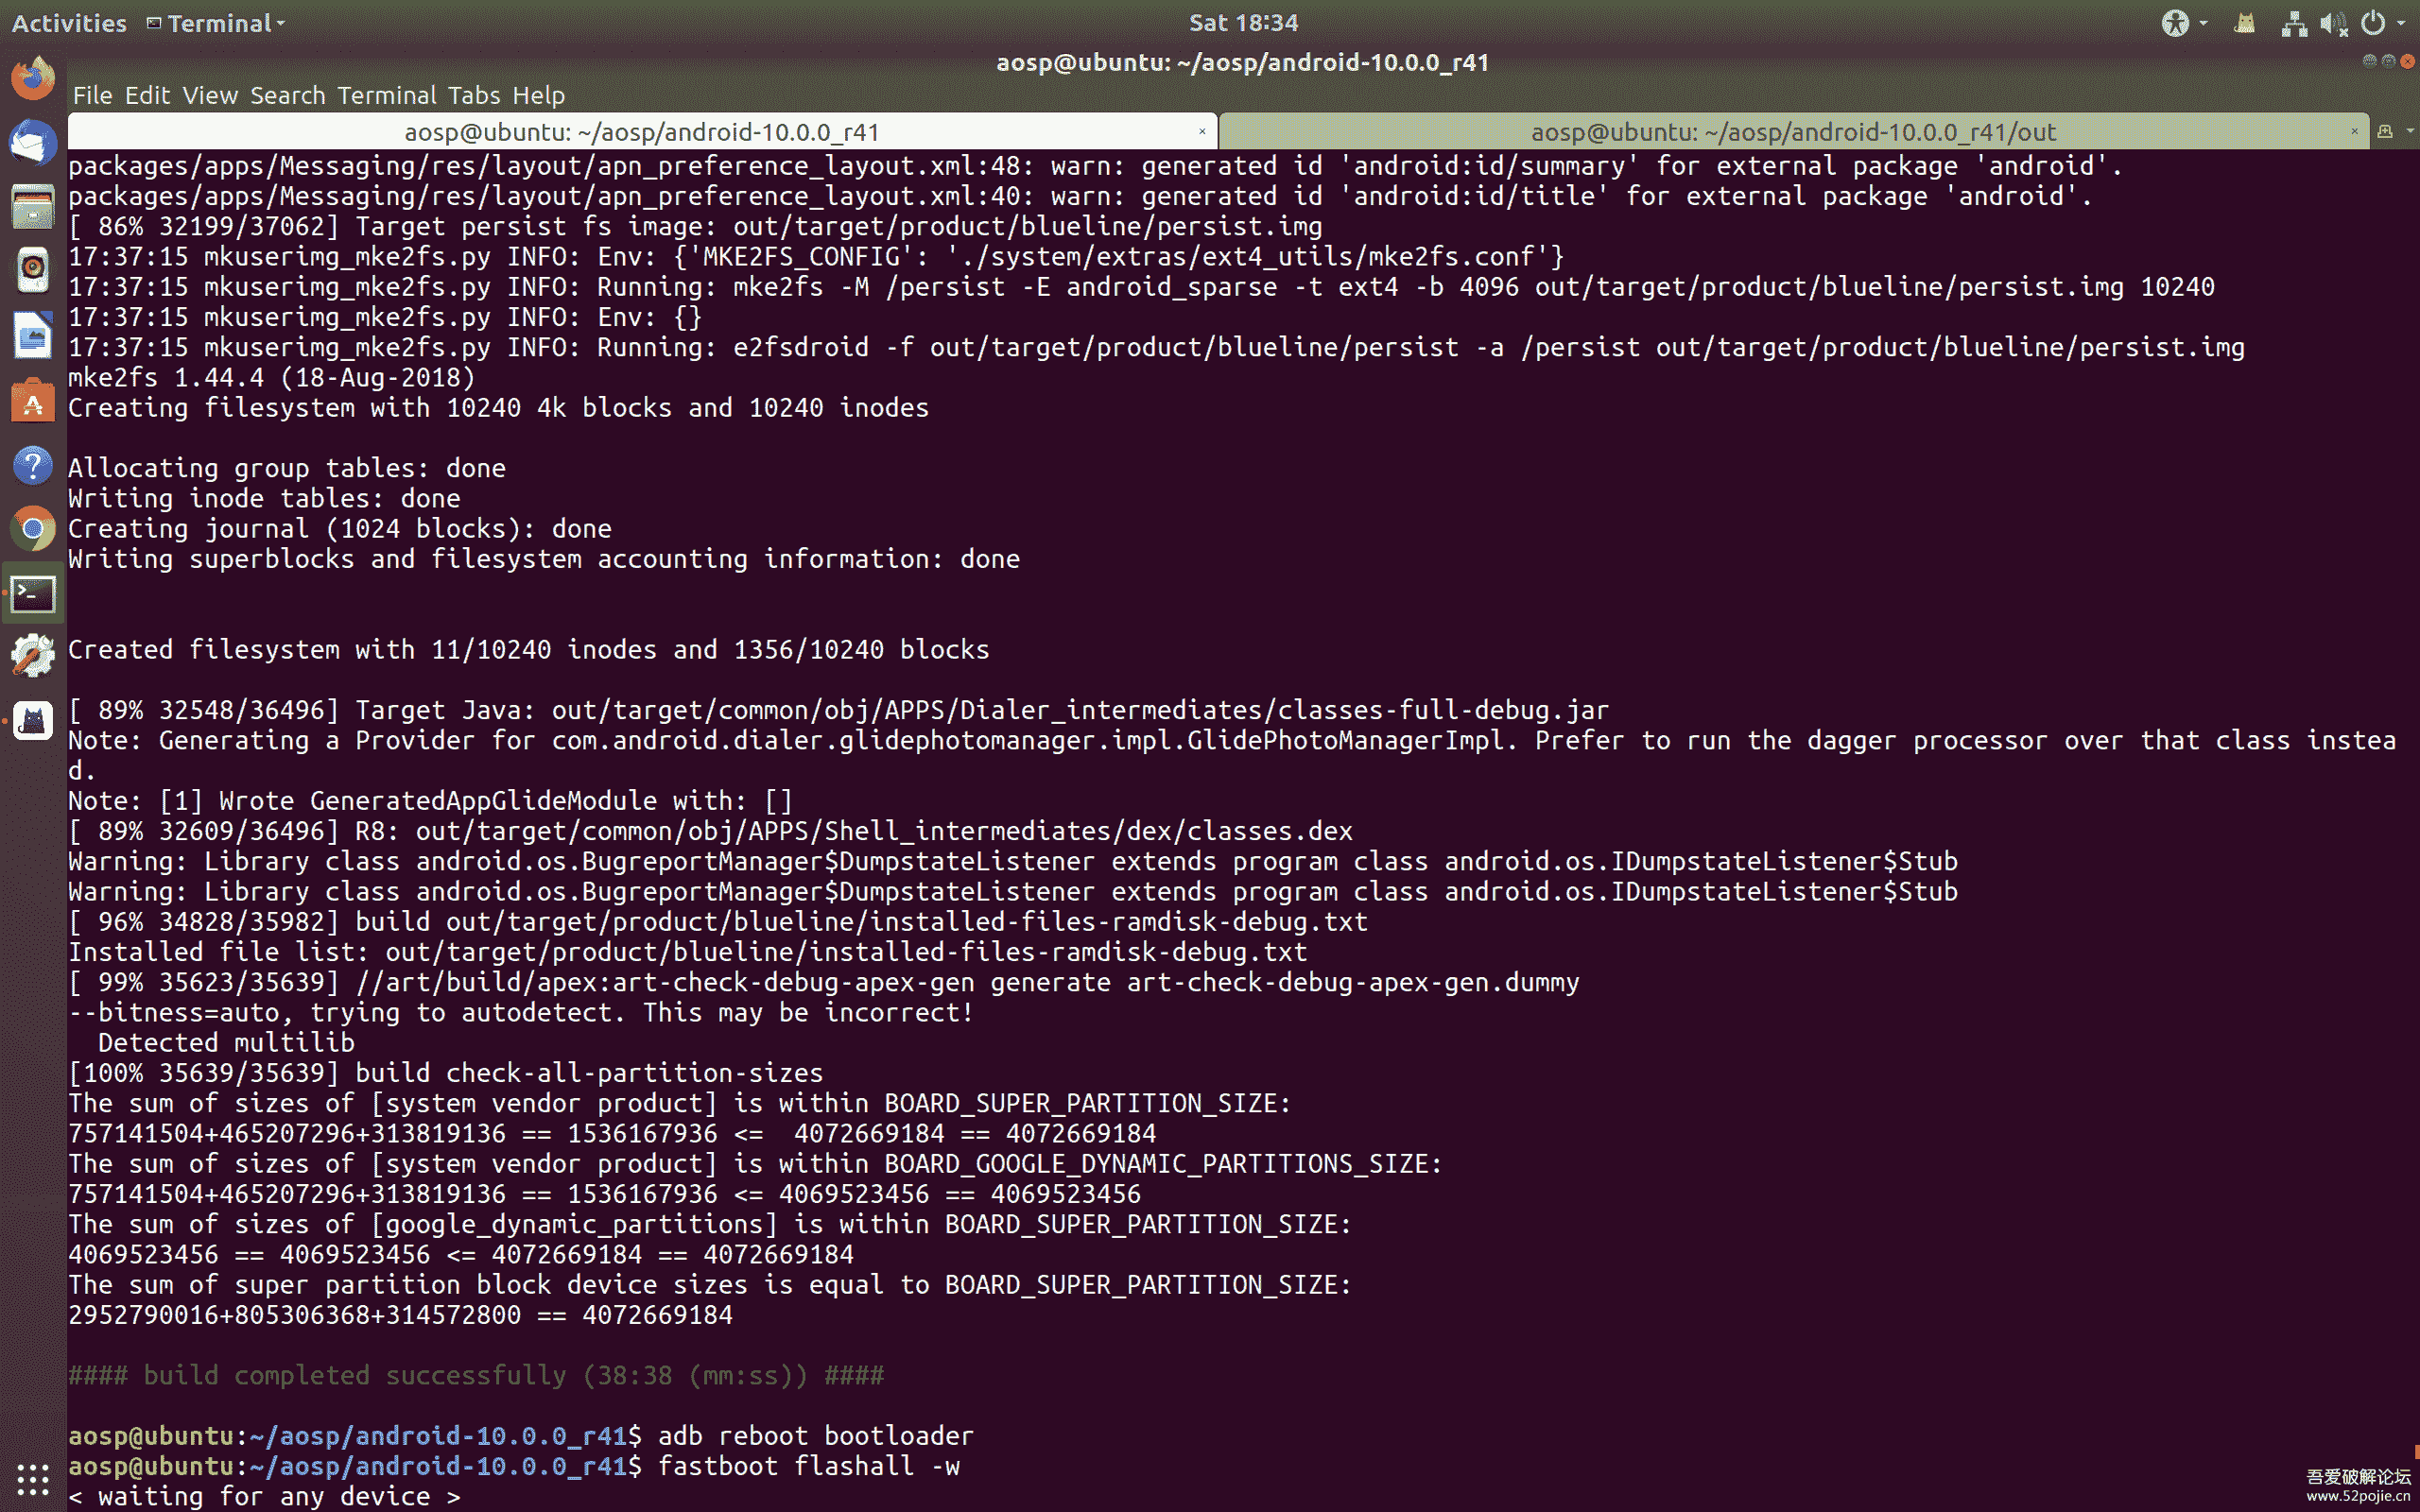 Activities Terminal Sat 18:34
aosp@ubuntu: ~/aosp/android-10.0.0_r41
File Edit View Search Terminal Tabs Help
aosp@ubuntu: ~/aosp/android-10.0.0_r41 aosp@ubuntu: ~/aosp/android-10.0.0_r41/out
packages/apps/Messaging/res/layout/apn_preference_layout.xml:48: warn: generated id 'android:id/summary' for external package 'android'.
packages/apps/Messaging/res/layout/apn_preference_layout.xml:40: warn: generated id 'android:id/title' for external package 'android'.
[ 86% 32199/37062] Target persist fs image: out/target/product/blueline/persist.img
17:37:15 mkuserimg_mke2fs.py INFO: Env: {'MKE2FS_CONFIG': './system/extras/ext4_utils/mke2fs.conf'}
17:37:15 mkuserimg_mke2fs.py INFO: Running: mke2fs -M /persist -E android_sparse -t ext4 -b 4096 out/target/product/blueline/persist.img 10240
17:37:15 mkuserimg_mke2fs.py INFO: Env: {}
17:37:15 mkuserimg_mke2fs.py INFO: Running: e2fsdroid -f out/target/product/blueline/persist -a /persist out/target/product/blueline/persist.img
mke2fs 1.44.4 (18-Aug-2018)
Creating filesystem with 10240 4k blocks and 10240 inodes
Allocating group tables: done
Writing inode tables: done
Creating journal (1024 blocks): done
Writing superblocks and filesystem accounting information: done
Created filesystem with 11/10240 inodes and 1356/10240 blocks
[ 89% 32548/36496] Target Java: out/target/common/obj/APPS/Dialer_intermediates/classes-full-debug.jar
Note: Generating a Provider for com.android.dialer.glidephotomanager.impl.GlidePhotoManagerImpl. Prefer to run the dagger processor over that class instea
d.
Note: [1] Wrote GeneratedAppGlideModule with: []
[ 89% 32609/36496] R8: out/target/common/obj/APPS/Shell_intermediates/dex/classes.dex
Warning: Library class android.os.BugreportManager$DumpstateListener extends program class android.os.IDumpstateListener$Stub
Warning: Library class android.os.BugreportManager$DumpstateListener extends program class android.os.IDumpstateListener$Stub
[ 96% 34828/35982] build out/target/product/blueline/installed-files-ramdisk-debug.txt
Installed file list: out/target/product/blueline/installed-files-ramdisk-debug.txt
[ 99% 35623/35639] //art/build/apex:art-check-debug-apex-gen generate art-check-debug-apex-gen.dummy
--bitness=auto, trying to autodetect. This may be incorrect!
Detected multilib
[100% 35639/35639] build check-all-partition-sizes
The sum of sizes of [system vendor product] is within BOARD_SUPER_PARTITION_SIZE:
757141504+465207296+313819136 == 1536167936 <=  4072669184 == 4072669184
The sum of sizes of [system vendor product] is within BOARD_GOOGLE_DYNAMIC_PARTITIONS_SIZE:
757141504+465207296+313819136 == 1536167936 <= 4069523456 == 4069523456
The sum of sizes of [google_dynamic_partitions] is within BOARD_SUPER_PARTITION_SIZE:
4069523456 == 4069523456 <= 4072669184 == 4072669184
The sum of super partition block device sizes is equal to BOARD_SUPER_PARTITION_SIZE:
2952790016+805306368+314572800 == 4072669184
#### build completed successfully (38:38 (mm:ss)) ####
aosp@ubuntu:~/aosp/android-10.0.0_r41$ adb reboot bootloader
aosp@ubuntu:~/aosp/android-10.0.0_r41$ fastboot flashall -w
< waiting for any device >
吾爱破解论坛
www.52pojie.cn